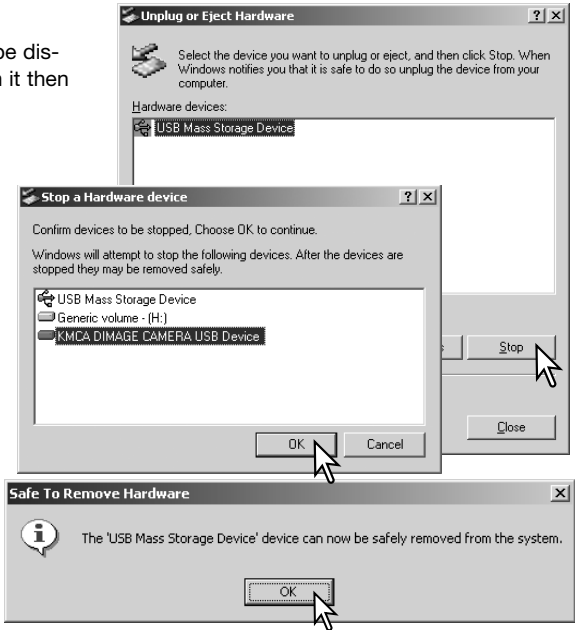 be dis-
it then
Unplug or Eject Hardware
Select the device you want to unplug or eject, and then click Stop. When
Windows notifies you that it is safe to do so unplug the device from your
computer.
Hardware devices:
USB Mass Storage Device
Stop
Close
Stop a Hardware device
Confirm devices to be stopped, Choose OK to continue.
Windows will attempt to stop the following devices. After the devices are
stopped they may be removed safely.
USB Mass Storage Device
Generic volume - (H:)
KMCA DIMAGE CAMERA USB Device
OK
Cancel
Safe To Remove Hardware
The 'USB Mass Storage Device' device can now be safely removed from the system.
OK